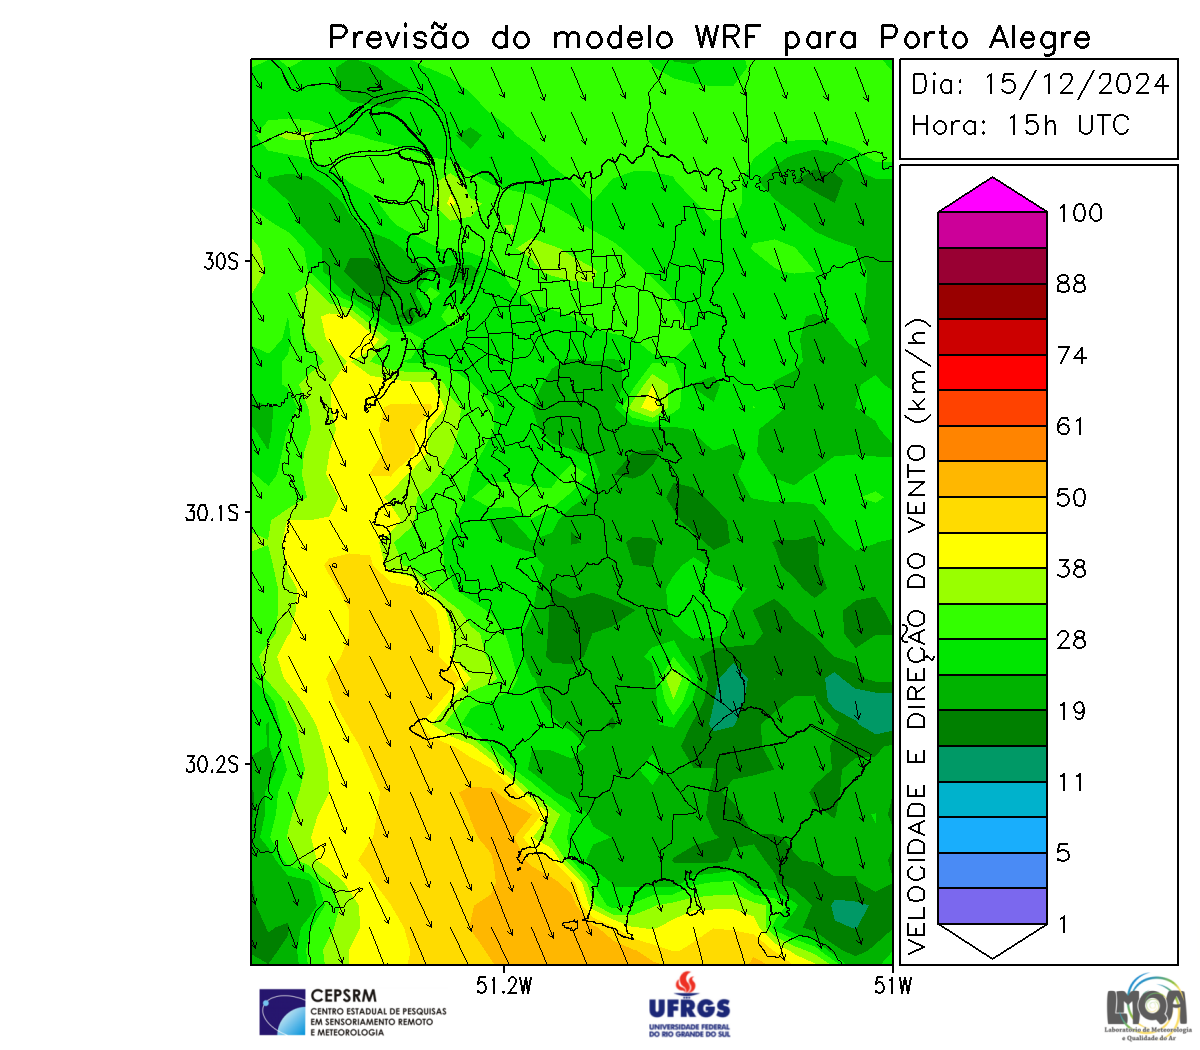 Previsão do modelo WRF para Porto Alegre
Dia: 15/12/2024
Hora: 15h UTC
100
88
74
61
50
38
28
19
11
5
1
VELOCIDADE E DIREÇÃO DO VENTO (km/h)
30S
30.1S
30.2S
51.2W
51W
CEPSRM
CENTRO ESTADUAL DE PESQUISAS
EM SENSORIAMENTO REMOTO
E METEOROLOGIA
UFRGS
UNIVERSIDADE FEDERAL
DO RIO GRANDE DO SUL
LMQA
Laboratório de Meteorologia
e Qualidade do Ar